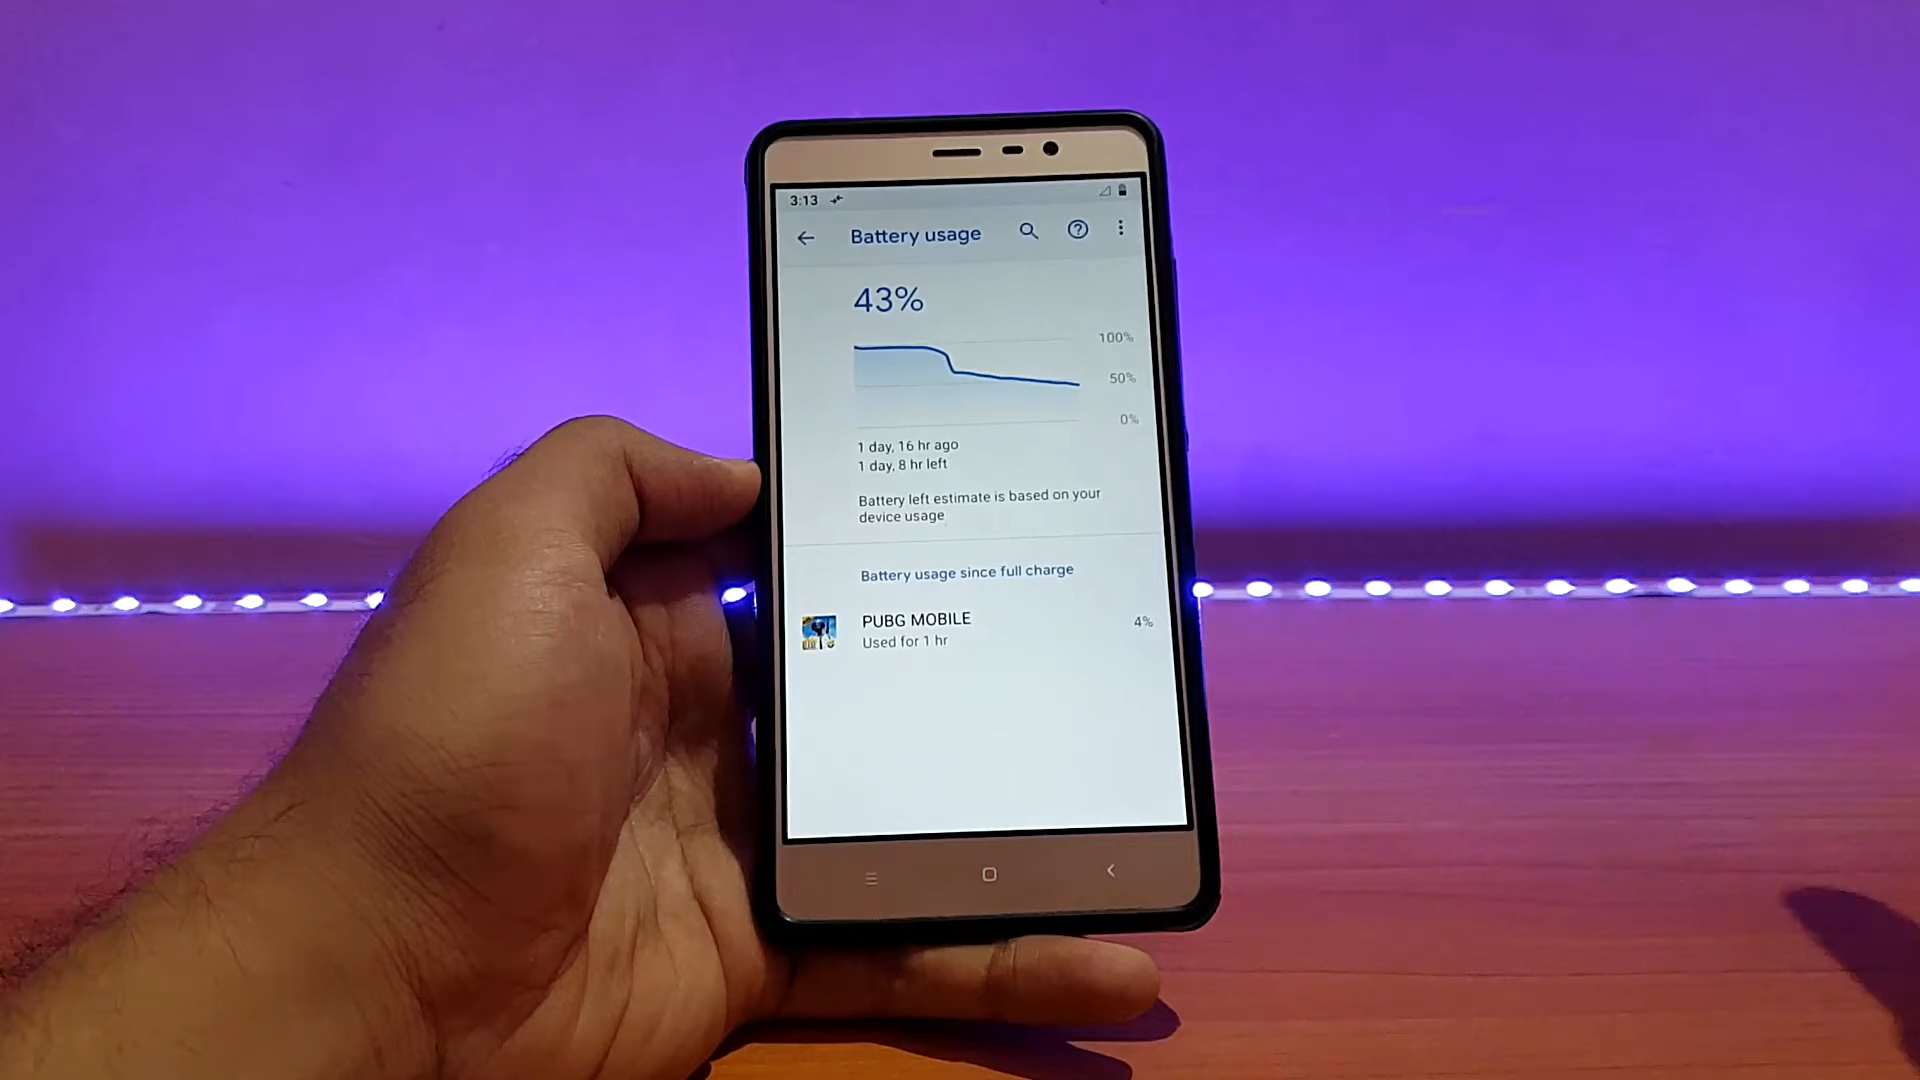 3:13
Battery usage
43%
100%
50%
0%
1 day, 16 hr ago
1 day, 8 hr left
Battery left estimate is based on your
device usage
Battery usage since full charge
PUBG MOBILE
4%
Used for 1 hr